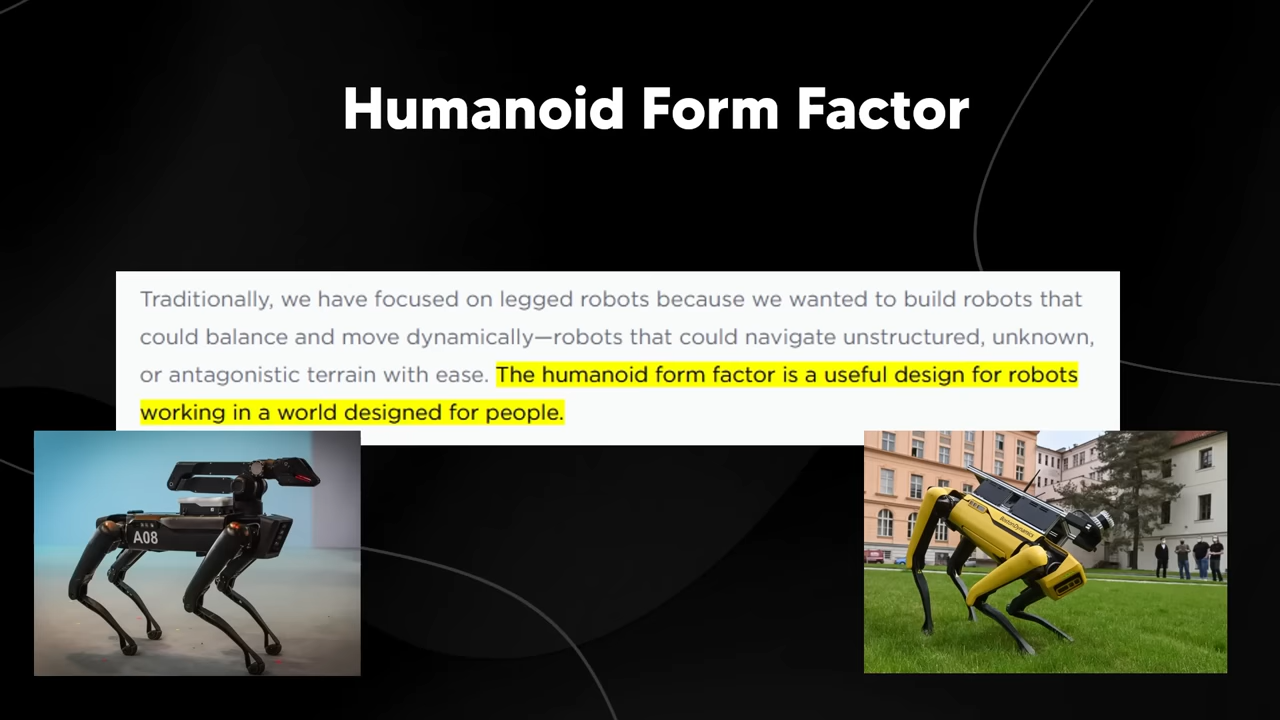 Humanoid Form Factor
Traditionally, we have focused on legged robots because we wanted to build robots that
could balance and move dynamically—robots that could navigate unstructured, unknown,
or antagonistic terrain with ease. The humanoid form factor is a useful design for robots
working in a world designed for people.
A08
BostonDynamics